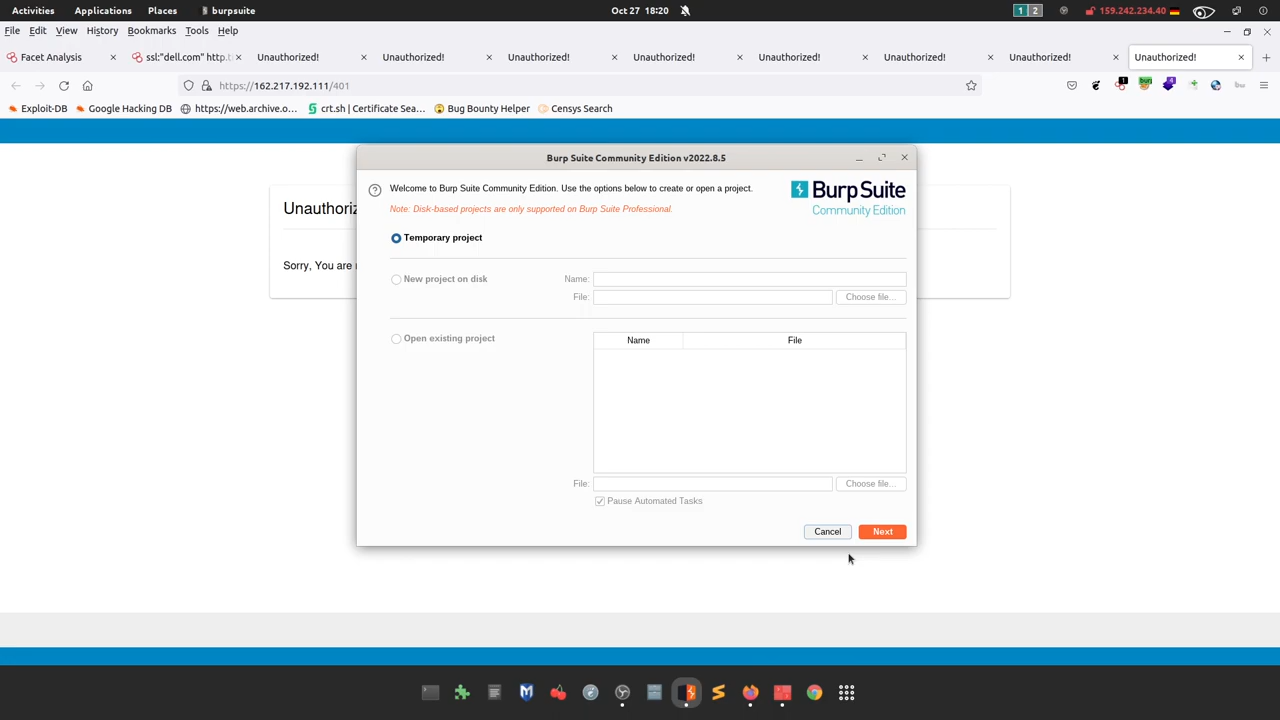 Activities Applications Places burpsuite Oct 27 18:20 1 2 159.242.234.40
File Edit View History Bookmarks Tools Help
Facet Analysis ssl:"dell.com" http.t Unauthorized! Unauthorized! Unauthorized! Unauthorized! Unauthorized! Unauthorized! Unauthorized! Unauthorized!
https://162.217.192.111/401
Exploit-DB Google Hacking DB https://web.archive.o... crt.sh | Certificate Sea... Bug Bounty Helper Censys Search
Burp Suite Community Edition v2022.8.5
Welcome to Burp Suite Community Edition. Use the options below to create or open a project.
Note: Disk-based projects are only supported on Burp Suite Professional.
Burp Suite
Community Edition
Unauthoriz
Sorry, You are
Temporary project
New project on disk Name:
File: Choose file...
Open existing project Name File
File: Choose file...
Pause Automated Tasks
Cancel Next